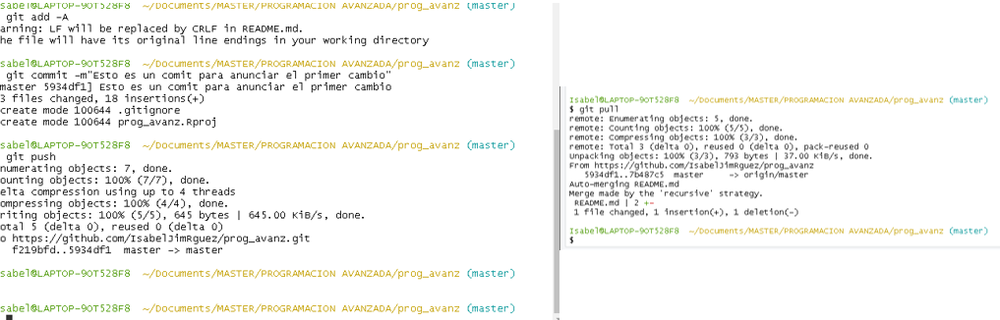 sabel@LAPTOP-9OT528F8 ~/Documents/MASTER/PROGRAMACION AVANZADA/prog_avanz (master)
git add -A
arning: LF will be replaced by CRLF in README.md.
he file will have its original line endings in your working directory
sabel@LAPTOP-9OT528F8 ~/Documents/MASTER/PROGRAMACION AVANZADA/prog_avanz (master)
git commit -m"Esto es un comit para anunciar el primer cambio"
master 5934df1] Esto es un comit para anunciar el primer cambio
3 files changed, 18 insertions(+)
create mode 100644 .gitignore
create mode 100644 prog_avanz.Rproj
sabel@LAPTOP-9OT528F8 ~/Documents/MASTER/PROGRAMACION AVANZADA/prog_avanz (master)
git push
numerating objects: 7, done.
ounting objects: 100% (7/7), done.
elta compression using up to 4 threads
ompressing objects: 100% (4/4), done.
riting objects: 100% (5/5), 645 bytes | 645.00 KiB/s, done.
otal 5 (delta 0), reused 0 (delta 0)
o https://github.com/IsabelJimRguez/prog_avanz.git
f219bfd..5934df1 master -> master
sabel@LAPTOP-9OT528F8 ~/Documents/MASTER/PROGRAMACION AVANZADA/prog_avanz (master)
sabel@LAPTOP-9OT528F8 ~/Documents/MASTER/PROGRAMACION AVANZADA/prog_avanz (master)
Isabel@LAPTOP-9OT528F8 ~/Documents/MASTER/PROGRAMACION AVANZADA/prog_avanz (master)
$ git pull
remote: Enumerating objects: 5, done.
remote: Counting objects: 100% (5/5), done.
remote: Compressing objects: 100% (3/3), done.
remote: Total 3 (delta 0), reused 0 (delta 0), pack-reused 0
Unpacking objects: 100% (3/3), 793 bytes | 37.00 KiB/s, done.
From https://github.com/IsabelJimRguez/prog_avanz
5934df1..7b487c5 master -> origin/master
Auto-merging README.md
Merge made by the 'recursive' strategy.
README.md | 2 +-
1 file changed, 1 insertion(+), 1 deletion(-)
Isabel@LAPTOP-9OT528F8 ~/Documents/MASTER/PROGRAMACION AVANZADA/prog_avanz (master)
$